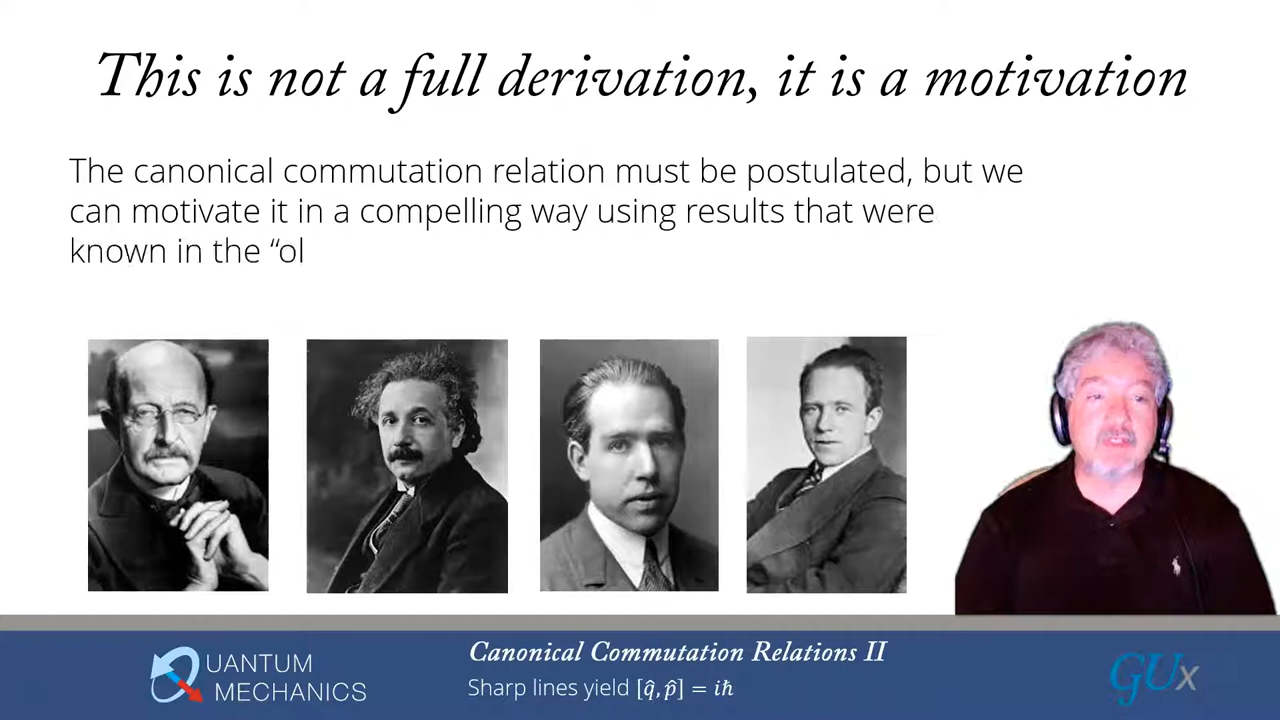 This is not a full derivation, it is a motivation
The canonical commutation relation must be postulated, but we
can motivate it in a compelling way using results that were
known in the “ol
QUANTUM
MECHANICS
Canonical Commutation Relations II
Sharp lines yield [q̂, p̂] = iħ
GUx